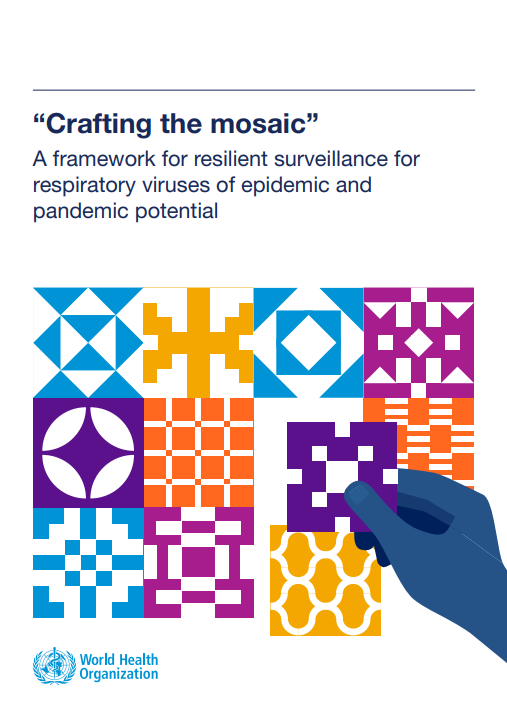 “Crafting the mosaic”
A framework for resilient surveillance for
respiratory viruses of epidemic and
pandemic potential
World Health
Organization